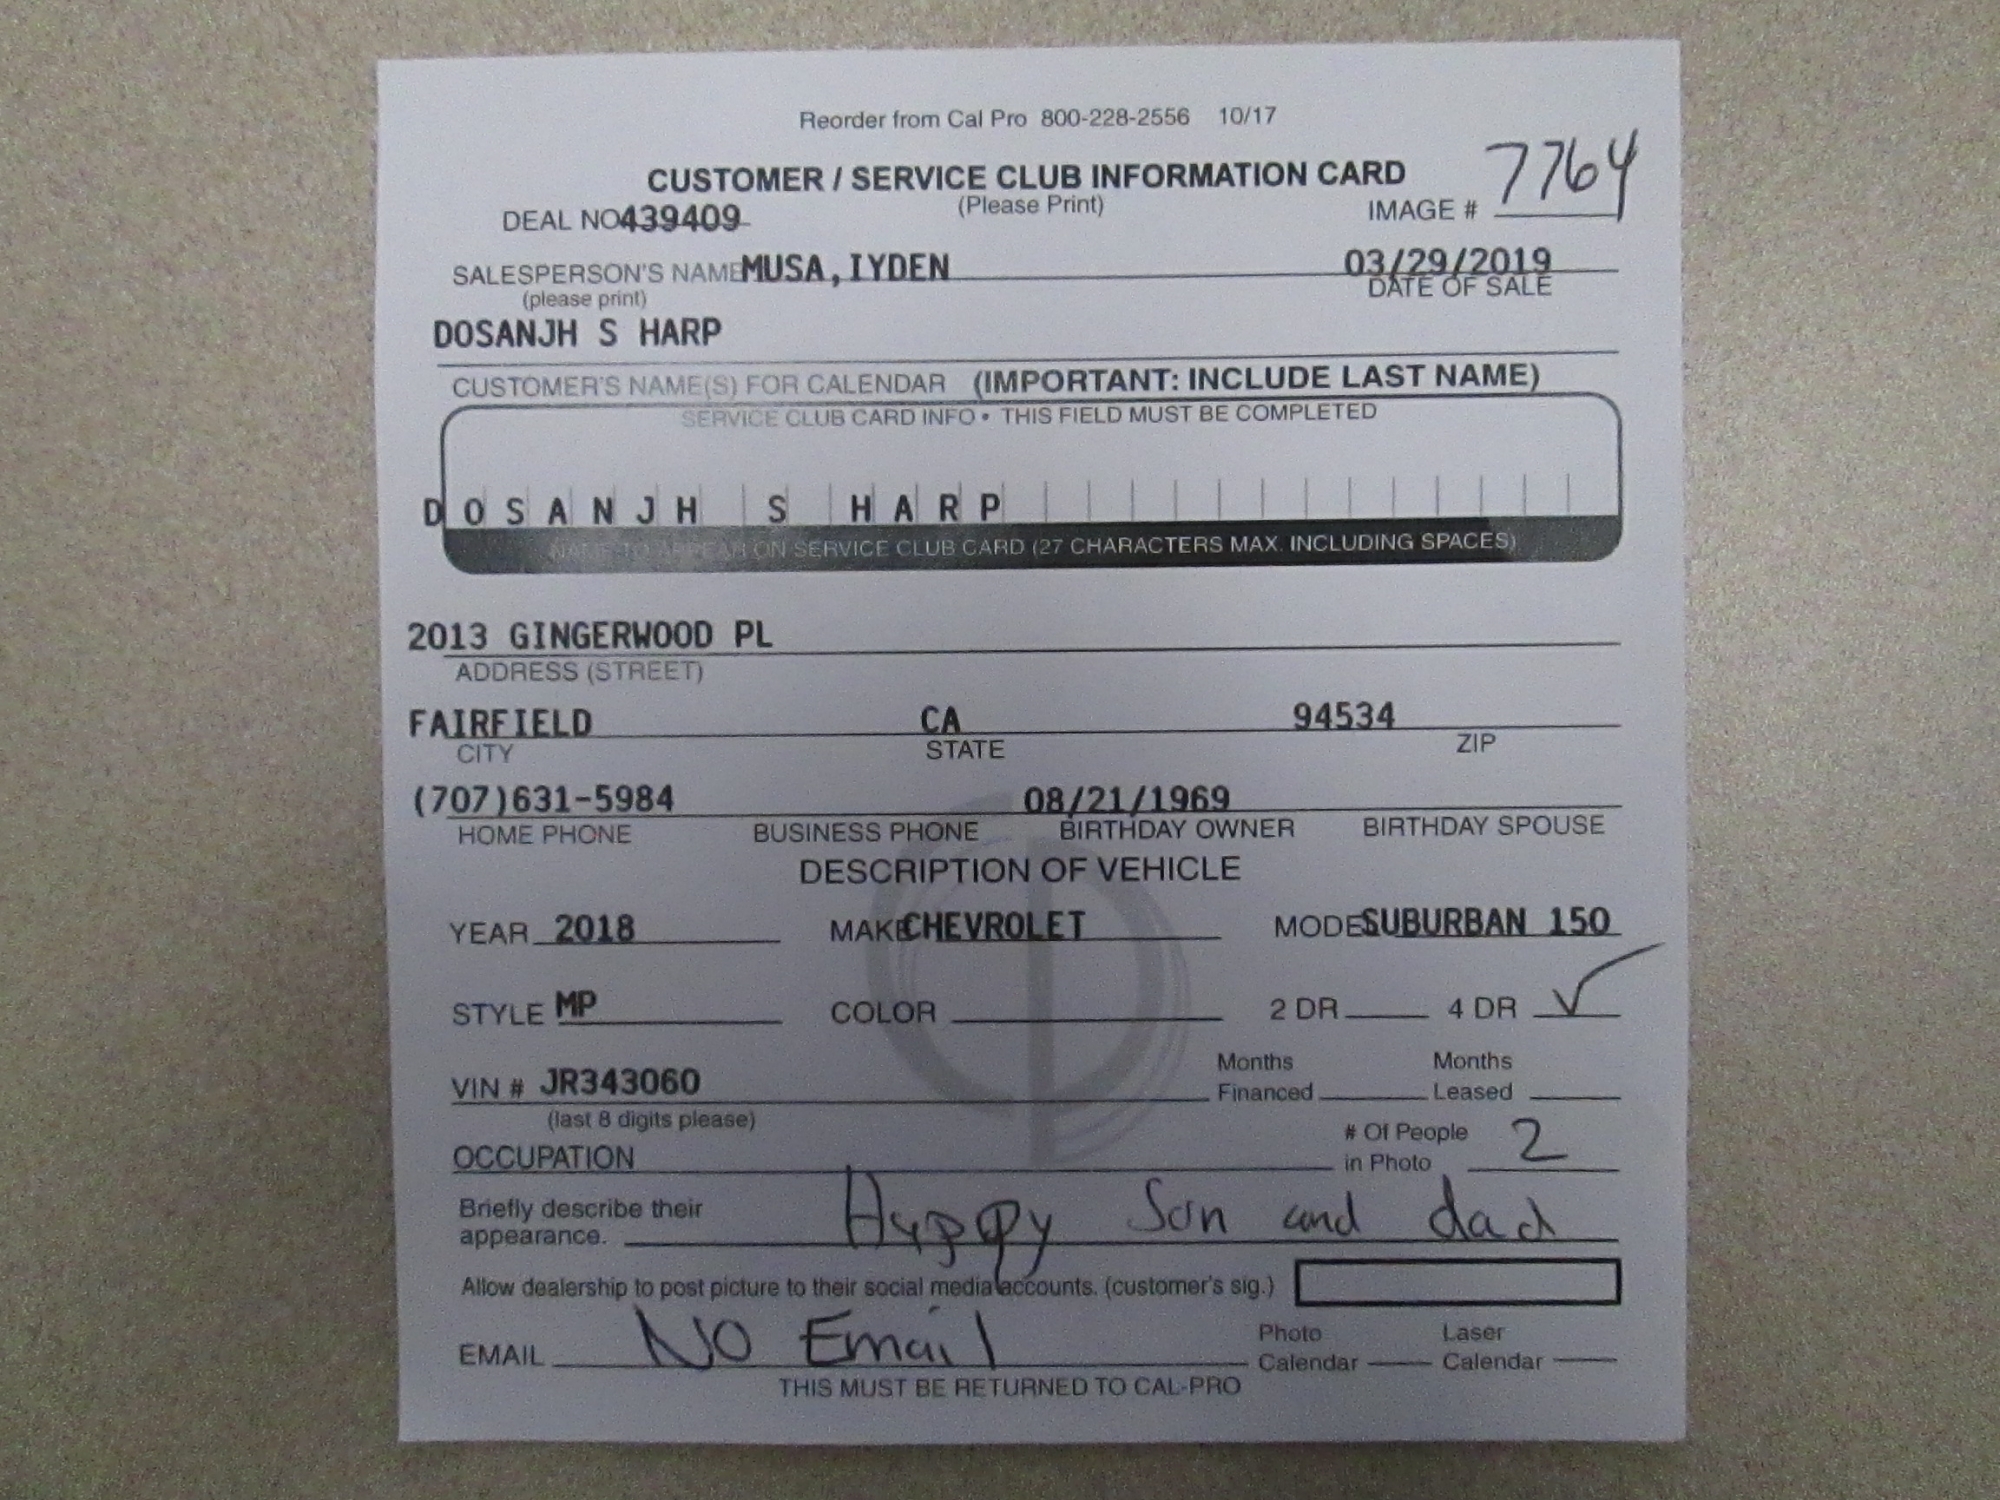 Reorder from Cal Pro 800-228-2556 10/17
CUSTOMER / SERVICE CLUB INFORMATION CARD
(Please Print)
IMAGE # 7764
DEAL NO 439409
SALESPERSON'S NAME MUSA, IYDEN 03/29/2019
(please print) DATE OF SALE
DOSANJH S HARP
CUSTOMER'S NAME(S) FOR CALENDAR (IMPORTANT: INCLUDE LAST NAME)
SERVICE CLUB CARD INFO • THIS FIELD MUST BE COMPLETED
DOSANJH S HARP
NAME TO APPEAR ON SERVICE CLUB CARD (27 CHARACTERS MAX. INCLUDING SPACES)
2013 GINGERWOOD PL
ADDRESS (STREET)
FAIRFIELD CA 94534
CITY STATE ZIP
(707)631-5984 08/21/1969
HOME PHONE BUSINESS PHONE BIRTHDAY OWNER BIRTHDAY SPOUSE
DESCRIPTION OF VEHICLE
YEAR 2018 MAKE CHEVROLET MODEL SUBURBAN 150
STYLE MP COLOR 2 DR 4 DR ✓
VIN # JR343060 Months Financed Months Leased
(last 8 digits please)
OCCUPATION # Of People in Photo 2
Briefly describe their appearance. Happy Son and dad
Allow dealership to post picture to their social media accounts. (customer's sig.)
EMAIL NO Email Photo Calendar Laser Calendar
THIS MUST BE RETURNED TO CAL-PRO